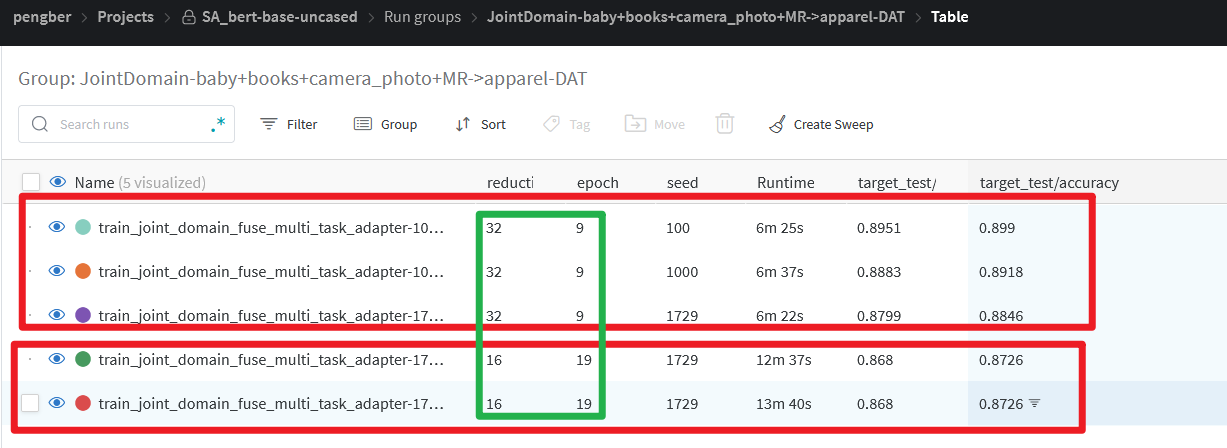 pengber > Projects > SA_bert-base-uncased > Run groups > JointDomain-baby+books+camera_photo+MR->apparel-DAT > Table
Group: JointDomain-baby+books+camera_photo+MR->apparel-DAT
Search runs .* Filter Group Sort Tag Move Create Sweep
Name (5 visualized) reducti epoch seed Runtime target_test/ target_test/accuracy
train_joint_domain_fuse_multi_task_adapter-10... 32 9 100 6m 25s 0.8951 0.899
train_joint_domain_fuse_multi_task_adapter-10... 32 9 1000 6m 37s 0.8883 0.8918
train_joint_domain_fuse_multi_task_adapter-17... 32 9 1729 6m 22s 0.8799 0.8846
train_joint_domain_fuse_multi_task_adapter-17... 16 19 1729 12m 37s 0.868 0.8726
train_joint_domain_fuse_multi_task_adapter-17... 16 19 1729 13m 40s 0.868 0.8726